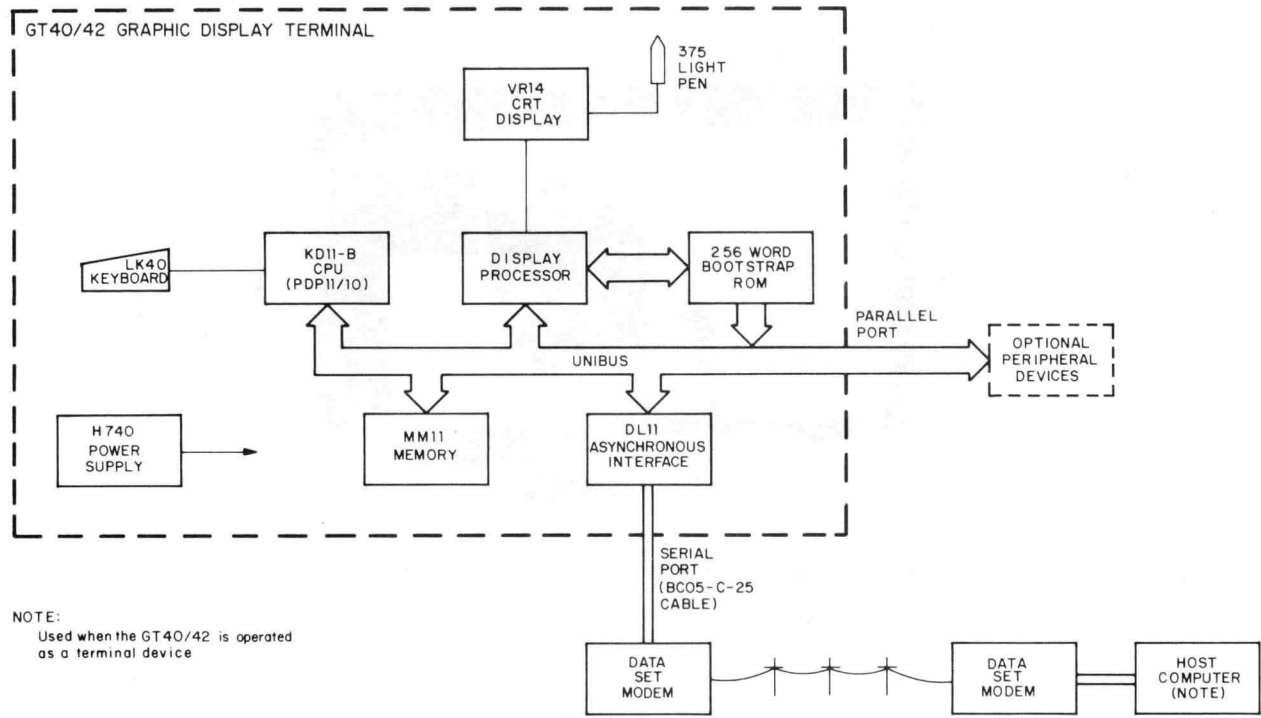 GT40/42 GRAPHIC DISPLAY TERMINAL
375
LIGHT
PEN
VR14
CRT
DISPLAY
LK40
KEYBOARD
KD11-B
CPU
(PDP11/10)
DISPLAY
PROCESSOR
256 WORD
BOOTSTRAP
ROM
PARALLEL
PORT
UNIBUS
OPTIONAL
PERIPHERAL
DEVICES
H740
POWER
SUPPLY
MM11
MEMORY
DL11
ASYNCHRONOUS
INTERFACE
SERIAL
PORT
(BC05-C-25
CABLE)
NOTE:
Used when the GT40/42 is operated
as a terminal device
DATA
SET
MODEM
DATA
SET
MODEM
HOST
COMPUTER
(NOTE)